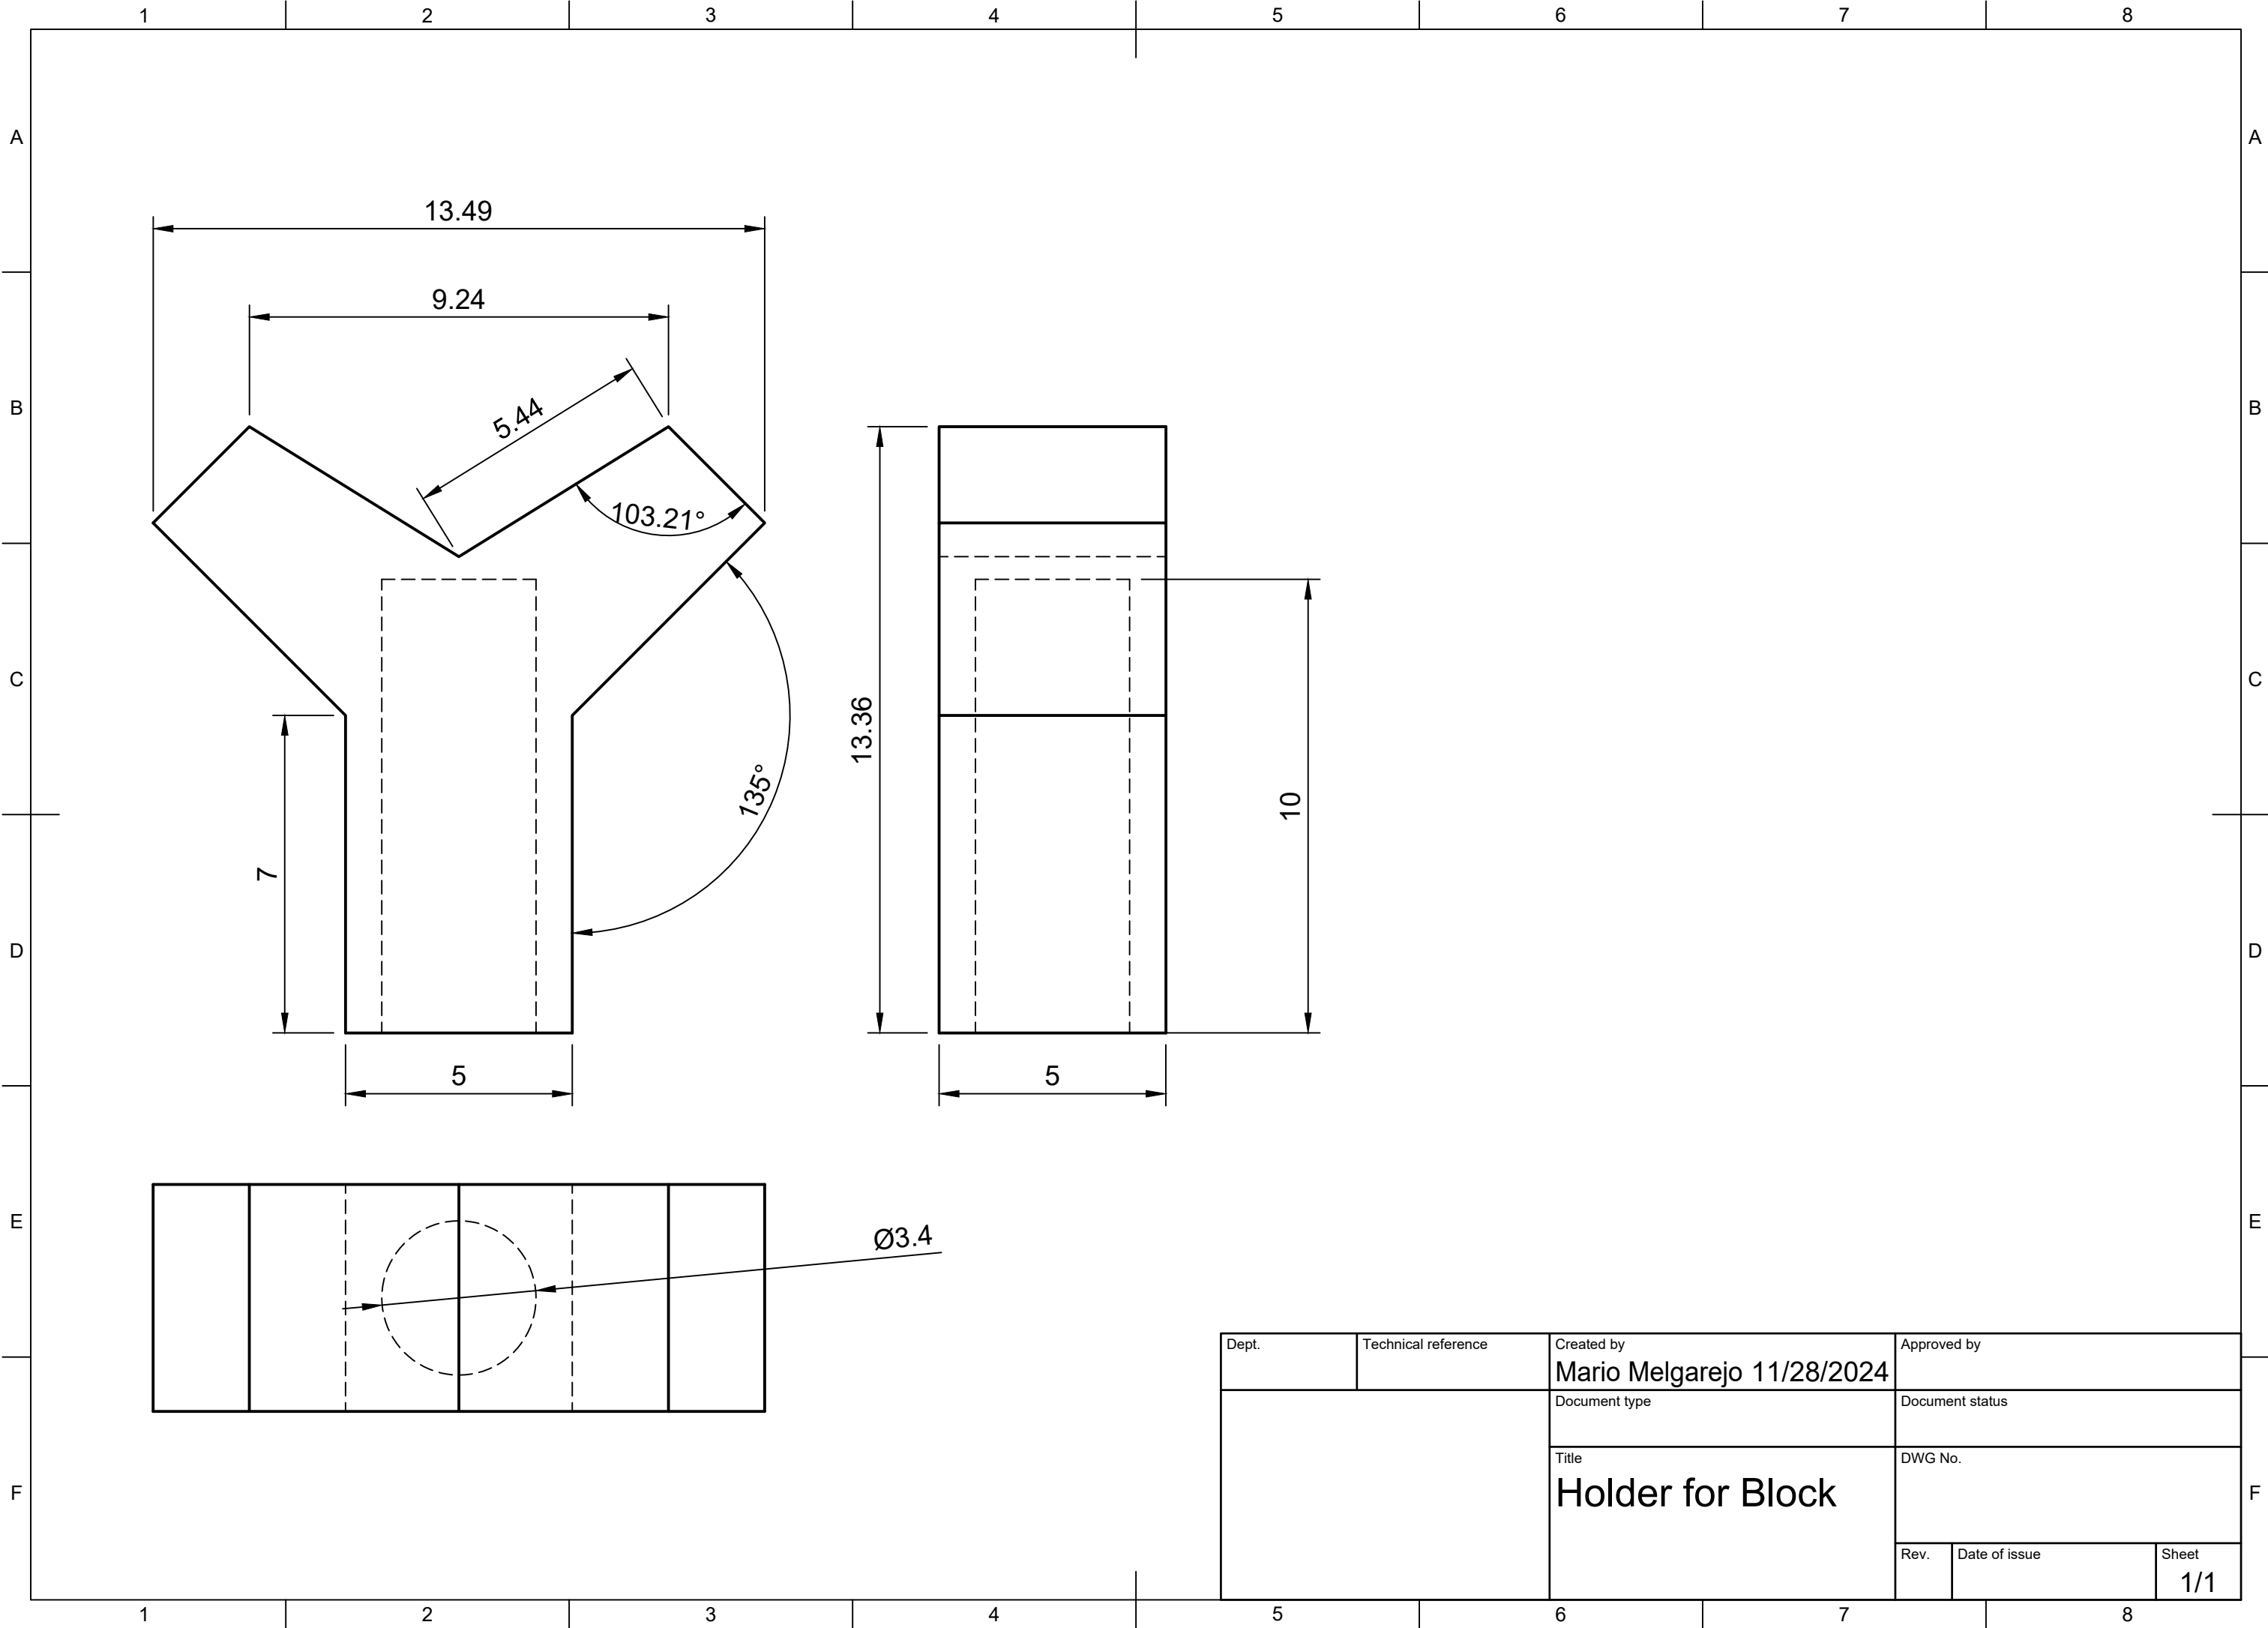 1 2 3 4 5 6 7 8
A A
13.49
9.24
B B
5.44
103.21°
C C
13.36
135°
10
7
D D
5 5
E E
Ø3.4
Dept. Technical reference Created by Approved by
Mario Melgarejo 11/28/2024
Document type Document status
Title DWG No.
Holder for Block
F F
Rev. Date of issue Sheet
1/1
1 2 3 4 5 6 7 8